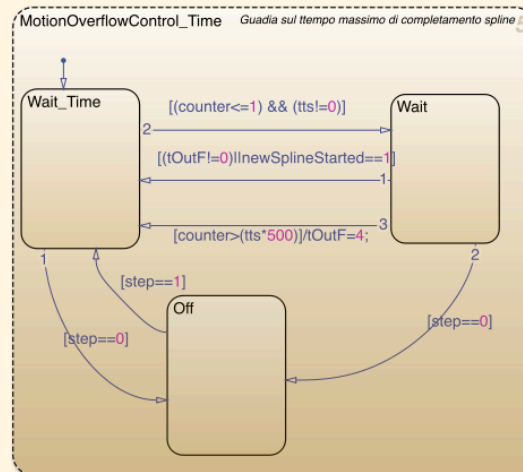 MotionOverflowControl_Time
Guadia sul ttempo massimo di completamento spline
5
Wait_Time
[(counter<=1) && (tts!=0)]
Wait
2
[(tOutF!=0)||newSplineStarted==1]
1
3
[counter>(tts*500)]/tOutF=4;
1
2
[step==1]
Off
[step==0]
[step==0]